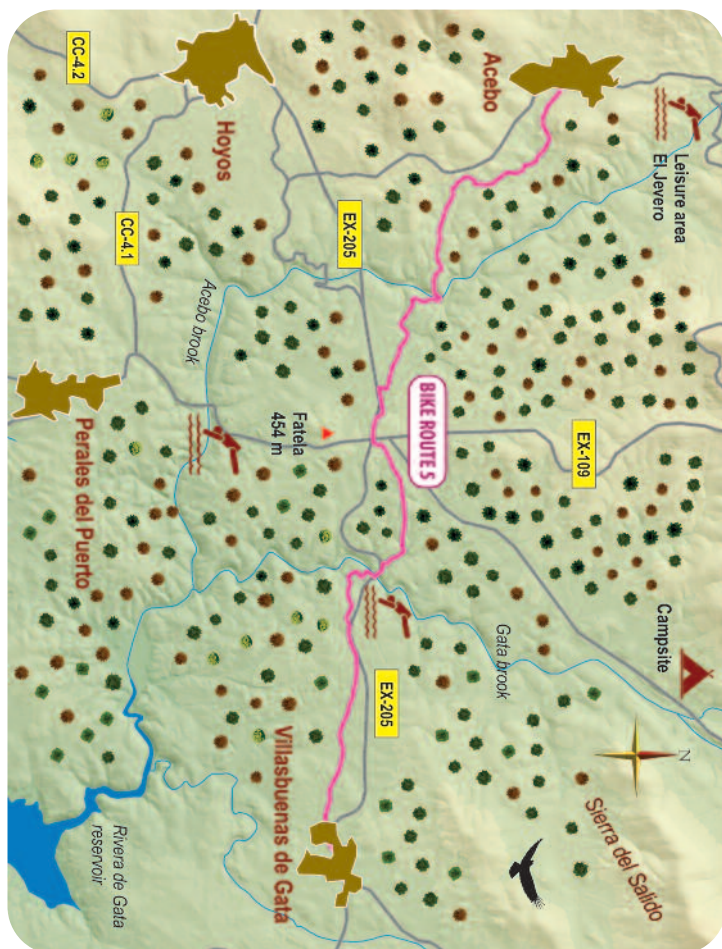 Leisure area
El Jevero
N
Campsite
Sierra del Salido
EX-109
Acebo
Gata brook
BIKE ROUTE 5
EX-205
EX-205
Fatela
454 m
Villasbuenas de Gata
Hoyos
Acebo brook
CC-4.1
Rivera de Gata
reservoir
CC-4.2
Perales del Puerto